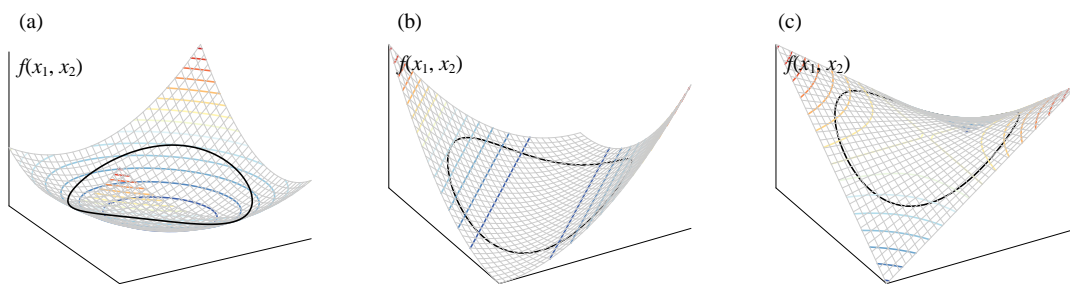 (a)
f(x₁, x₂)
(b)
f(x₁, x₂)
(c)
f(x₁, x₂)